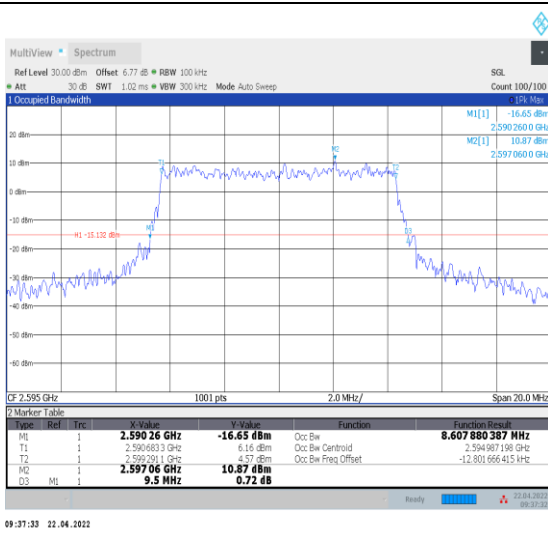 MultiView Spectrum
Ref Level 30.00 dBm Offset 6.77 dB RBW 100 kHz SGL
Att 30 dB SWT 1.02 ms VBW 300 kHz Mode Auto Sweep Count 100/100
1 Occupied Bandwidth 1Pk Max
M1[1] -16.65 dBm
2.590 260 0 GHz
M2[1] 10.87 dBm
2.597 060 0 GHz
20 dBm
M2
T1 T2
10 dBm
0 dBm
-10 dBm
M1 D3
H1 -15.132 dBm
-20 dBm
-30 dBm
-40 dBm
-50 dBm
-60 dBm
CF 2.595 GHz 1001 pts 2.0 MHz/ Span 20.0 MHz
2 Marker Table
Type Ref Trc X-Value Y-Value Function Function Result
M1 1 2.590 26 GHz -16.65 dBm Occ Bw 8.607 880 387 MHz
T1 1 2.590 683 3 GHz 6.16 dBm Occ Bw Centroid 2.594 987 198 GHz
T2 1 2.599 291 1 GHz 4.57 dBm Occ Bw Freq Offset -12.801 666 415 kHz
M2 1 2.597 06 GHz 10.87 dBm
D3 M1 1 9.5 MHz 0.72 dB
Ready 22.04.2022
09:37:32
09:37:33 22.04.2022